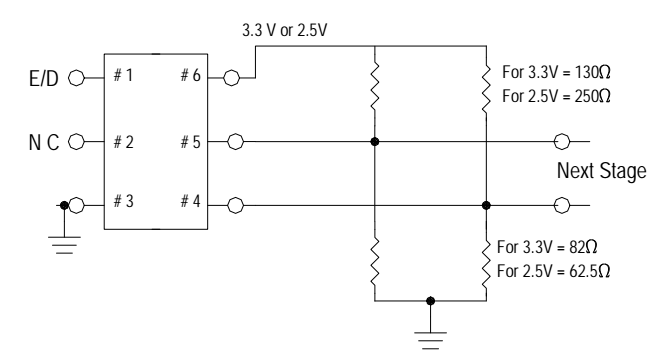 3.3 V or 2.5V
E/D
# 1
# 6
For 3.3V = 130Ω
For 2.5V = 250Ω
N C
# 2
# 5
Next Stage
# 3
# 4
For 3.3V = 82Ω
For 2.5V = 62.5Ω